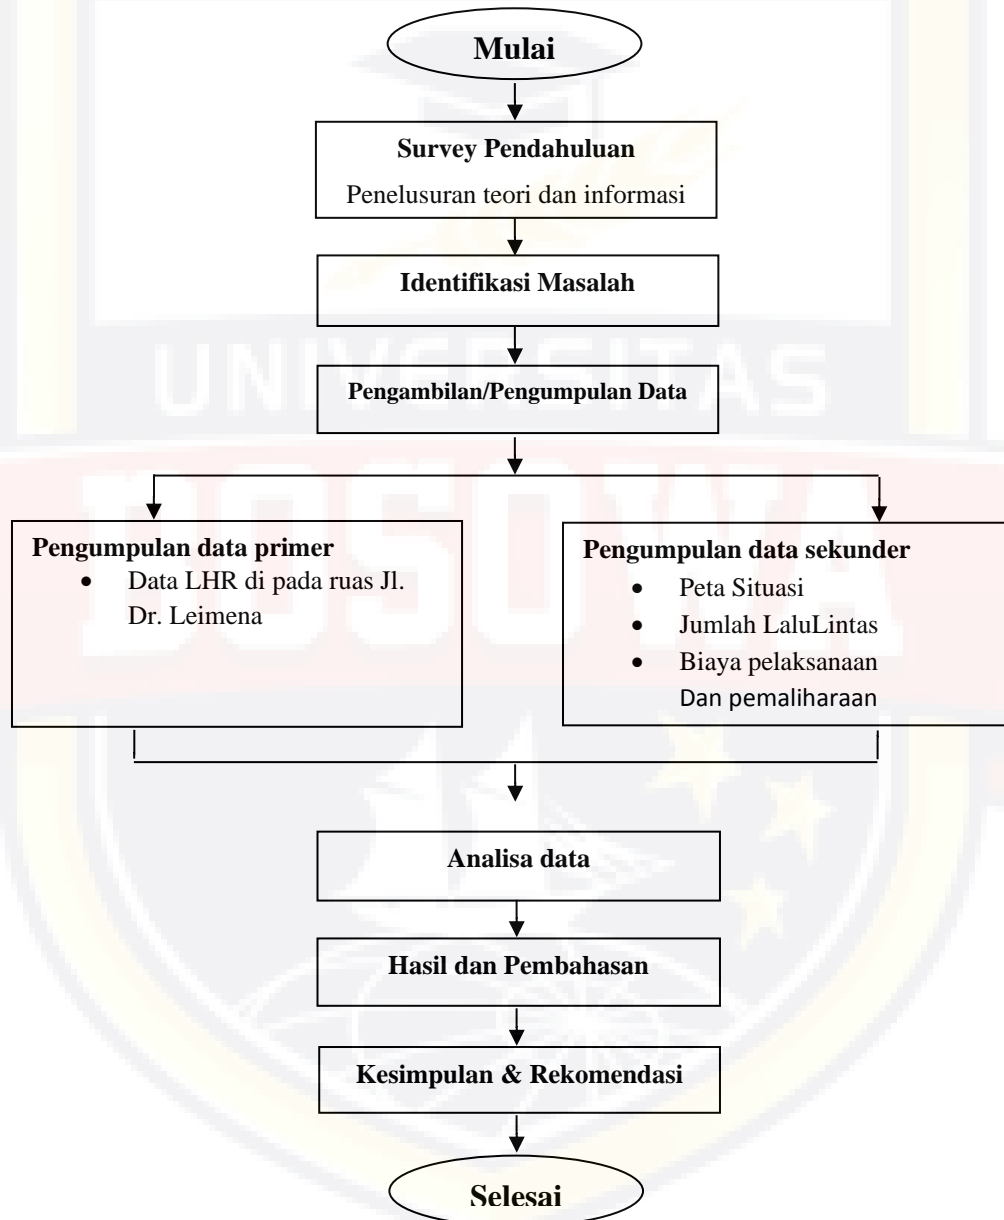 Mulai
Survey Pendahuluan
Penelusuran teori dan informasi
Identifikasi Masalah
UNIVERSITAS
Pengambilan/Pengumpulan Data
BOSOWA
Pengumpulan data primer
• Data LHR di pada ruas Jl.
Dr. Leimena
Pengumpulan data sekunder
• Peta Situasi
• Jumlah LaluLintas
• Biaya pelaksanaan
Dan pemaliharaan
Analisa data
Hasil dan Pembahasan
Kesimpulan & Rekomendasi
Selesai